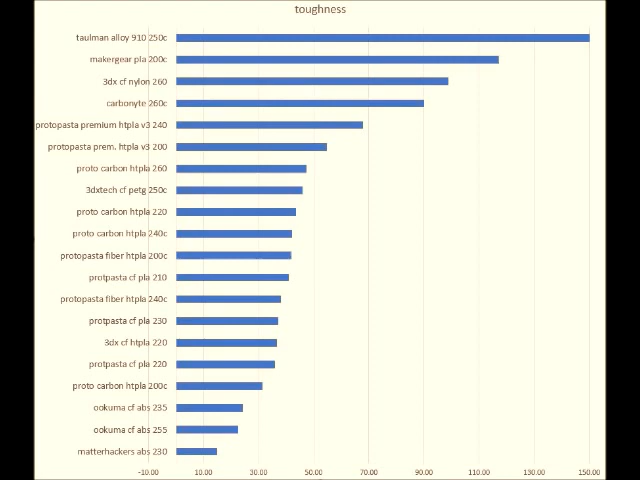 toughness
taulman alloy 910 250c
makergear pla 200c
3dx cf nylon 260
carbonyte 260c
protopasta premium htpla v3 240
protopasta prem. htpla v3 200
proto carbon htpla 260
3dxtech cf petg 250c
proto carbon htpla 220
proto carbon htpla 240c
protopasta fiber htpla 200c
protpasta cf pla 210
protopasta fiber htpla 240c
protpasta cf pla 230
3dx cf htpla 220
protpasta cf pla 220
proto carbon htpla 200c
ookuma cf abs 235
ookuma cf abs 255
matterhackers abs 230
-10.00 10.00 30.00 50.00 70.00 90.00 110.00 130.00 150.00